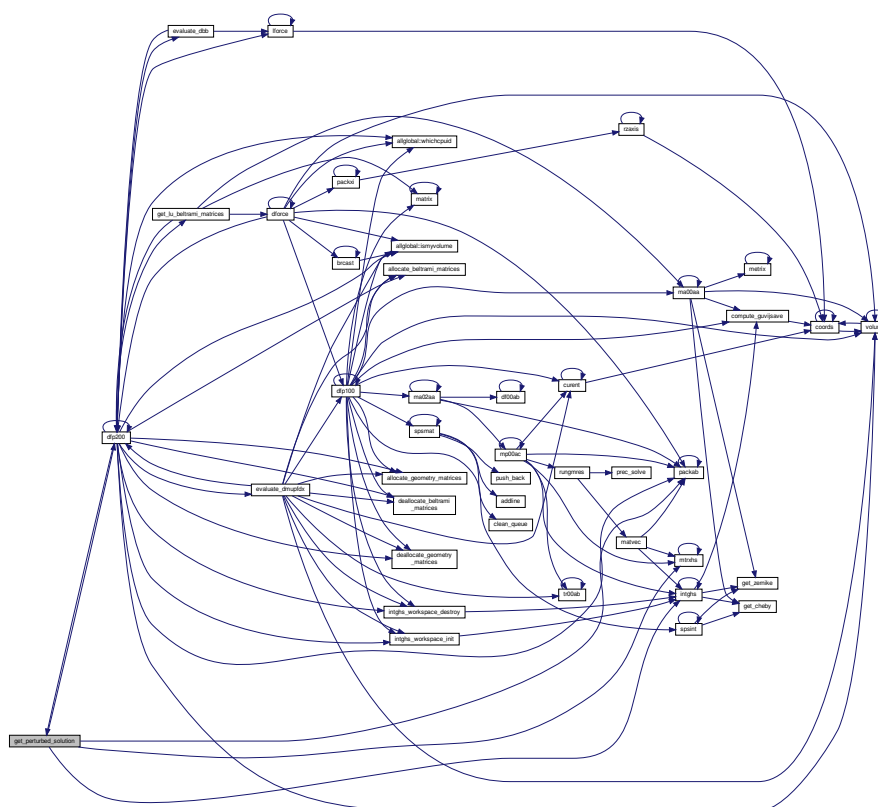 evaluate_dbb
lforce
rzaxis
allglobal::whichcpuid
packxi
matrix
get_lu_beltrami_matrices
dforce
allglobal::ismyvolume
brcast
allocate_beltrami_matrices
metrix
ma00aa
compute_guvijsave
coords
dfp100
curent
ma02aa
df00ab
spsmat
dfp200
mp00ac
rungmres
prec_solve
packab
push_back
allocate_geometry_matrices
evaluate_dmupfdx
deallocate_beltrami
_matrices
addline
clean_queue
matvec
deallocate_geometry
_matrices
mtrxhs
get_zernike
tr00ab
intghs
get_cheby
intghs_workspace_destroy
spsint
intghs_workspace_init
get_perturbed_solution